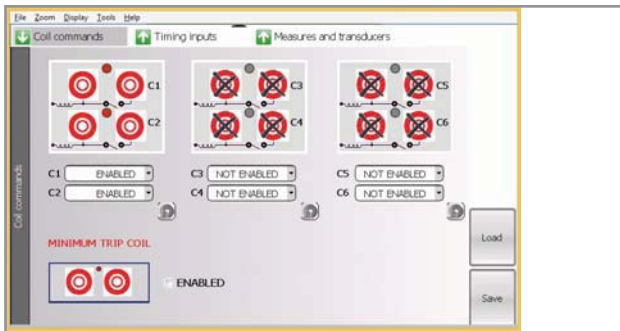 File Zoom Display Tools Help
Coil commands Timing inputs Measures and transducers
C1 C3 C5
C2 C4 C6
Coil commands
C1 ENABLED C3 NOT ENABLED C5 NOT ENABLED
C2 ENABLED C4 NOT ENABLED C6 NOT ENABLED
Load
MINIMUM TRIP COIL
ENABLED
Save